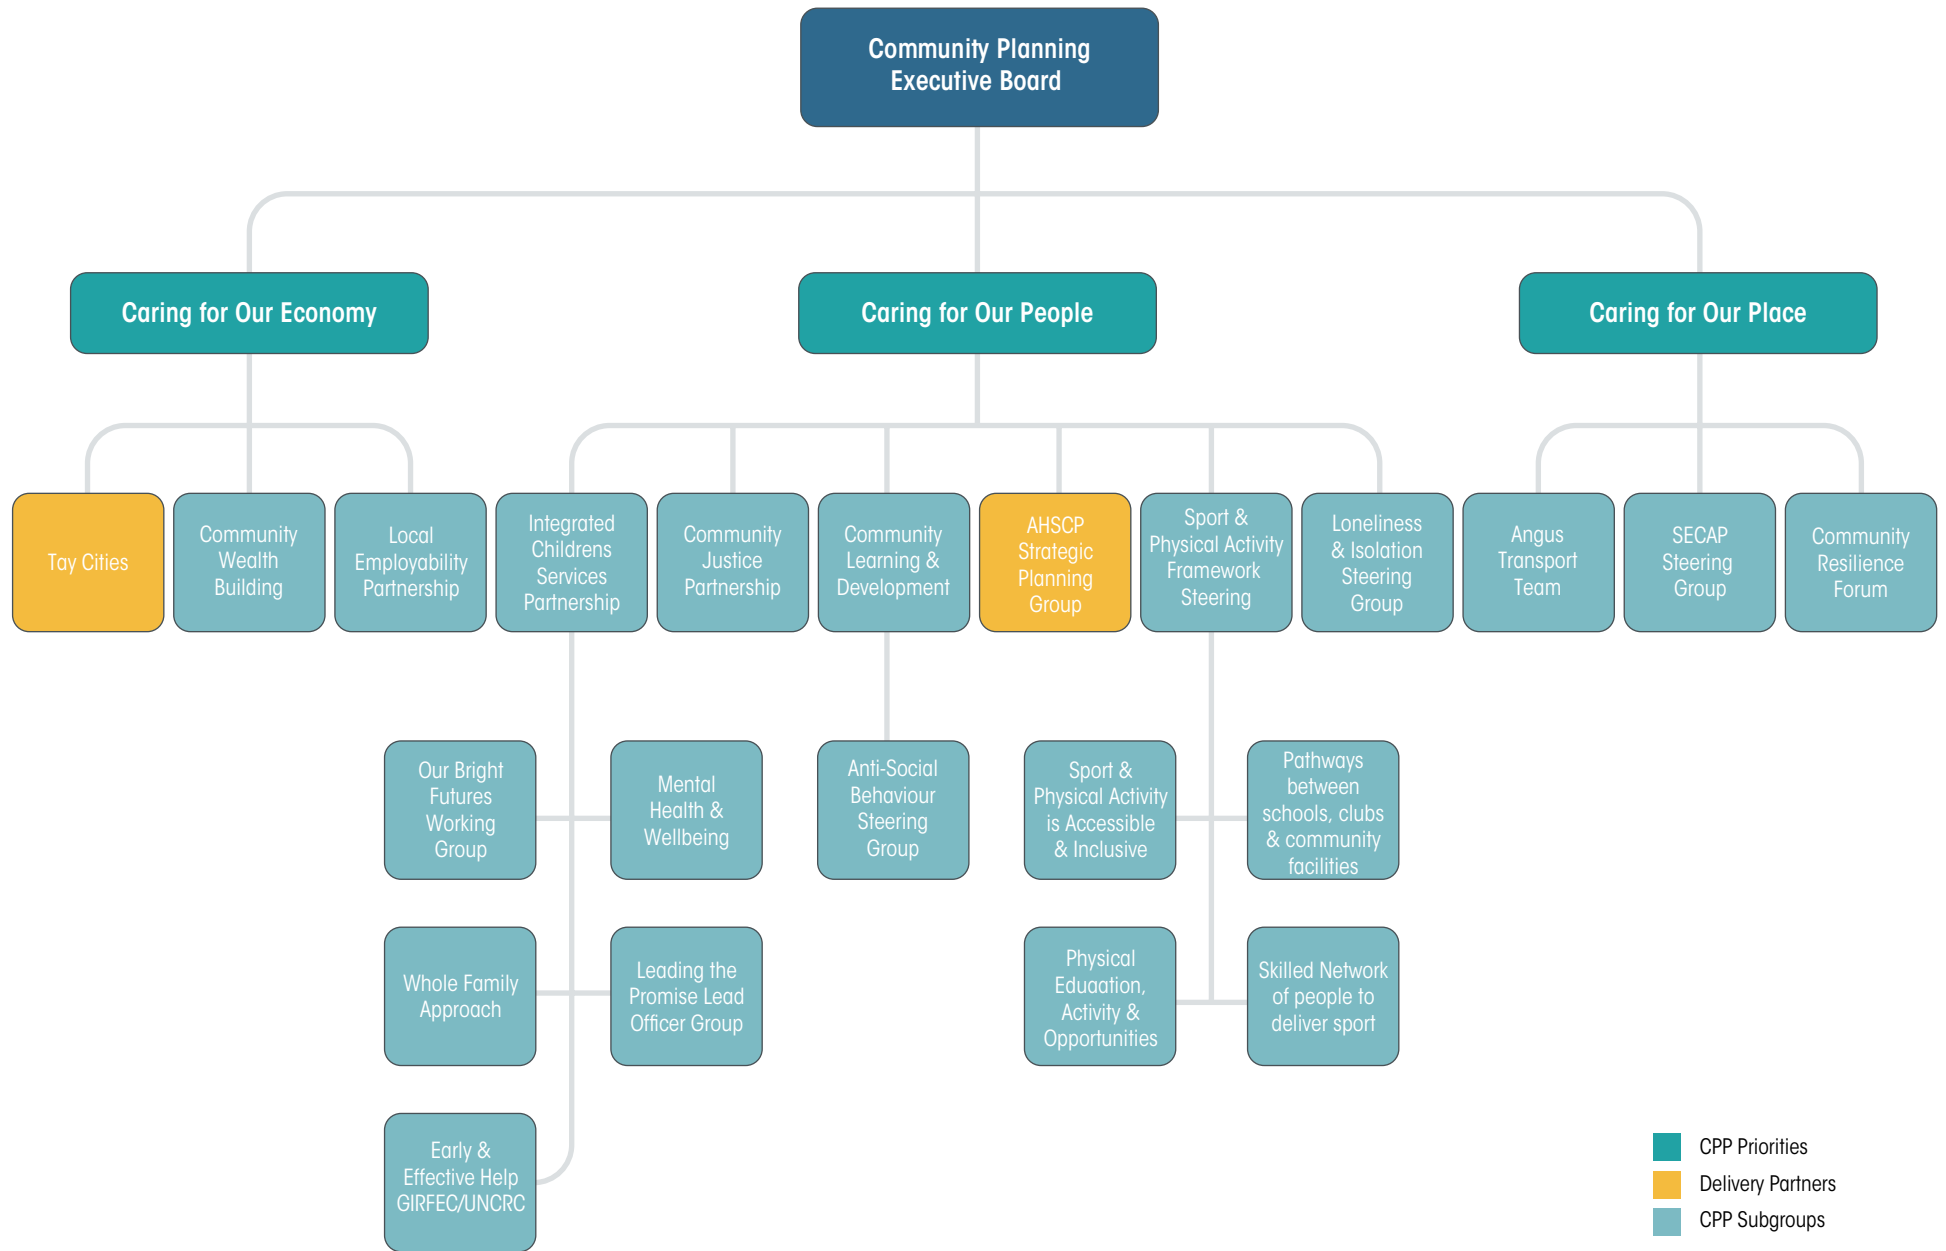 Community Planning
Executive Board
Caring for Our Economy
Caring for Our People
Caring for Our Place
Tay Cities
Community
Wealth
Building
Local
Employability
Partnership
Integrated
Childrens
Services
Partnership
Community
Justice
Partnership
Community
Learning &
Development
AHSCP
Strategic
Planning
Group
Sport &
Physical Activity
Framework
Steering
Loneliness
& Isolation
Steering
Group
Angus
Transport
Team
SECAP
Steering
Group
Community
Resilience
Forum
Our Bright
Futures
Working
Group
Mental
Health &
Wellbeing
Anti-Social
Behaviour
Steering
Group
Sport &
Physical Activity
is Accessible
& Inclusive
Pathways
between
schools, clubs
& community
facilities
Whole Family
Approach
Leading the
Promise Lead
Officer Group
Physical
Eduaation,
Activity &
Opportunities
Skilled Network
of people to
deliver sport
Early &
Effective Help
GIRFEC/UNCRC
CPP Priorities
Delivery Partners
CPP Subgroups